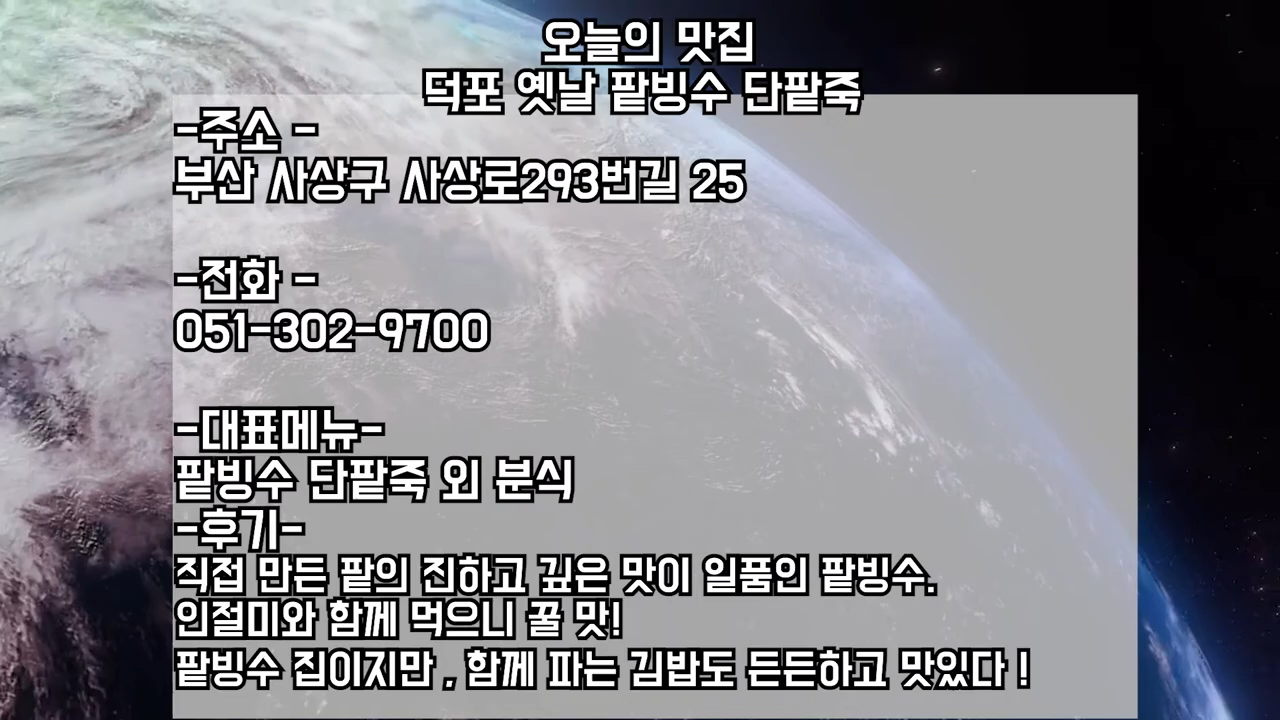 오늘의 맛집
덕포 옛날 팥빙수 단팥죽
-주소 -
부산 사상구 사상로293번길 25
-전화 -
051-302-9700
-대표메뉴-
팥빙수 단팥죽 외 분식
-후기-
직접 만든 팥의 진하고 깊은 맛이 일품인 팥빙수.
인절미와 함께 먹으니 꿀 맛!
팥빙수 집이지만 , 함께 파는 김밥도 든든하고 맛있다 !